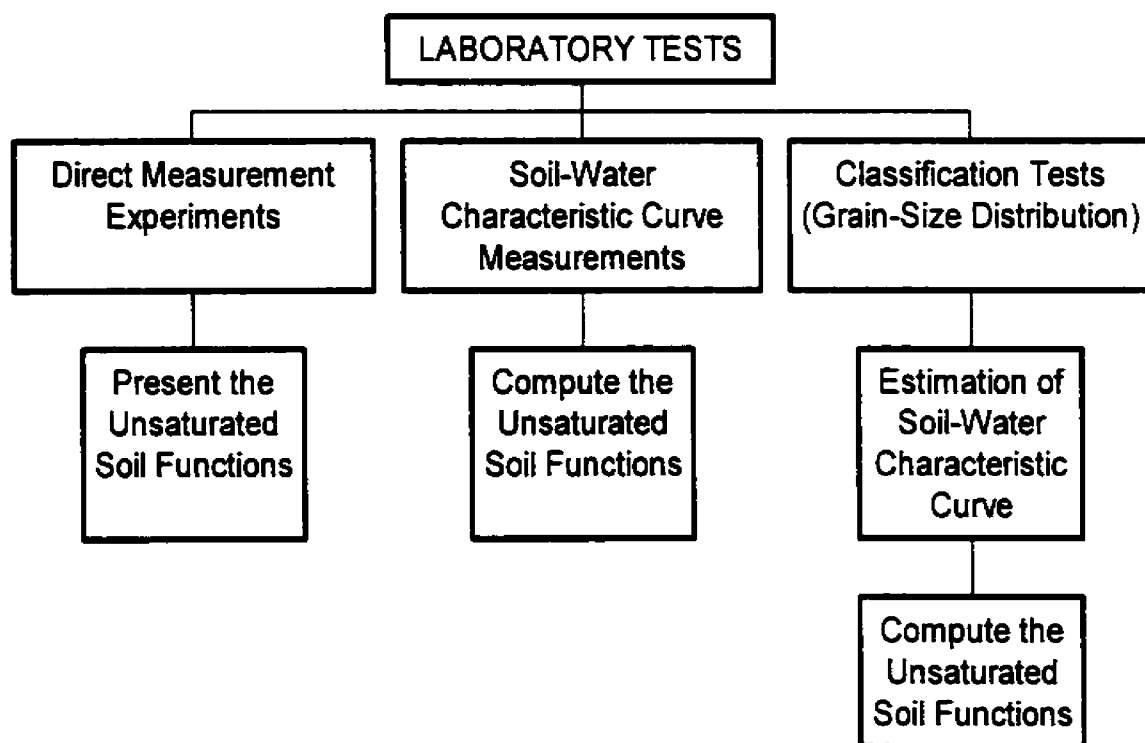 LABORATORY TESTS
Direct Measurement
Experiments
Soil-Water
Characteristic Curve
Measurements
Classification Tests
(Grain-Size Distribution)
Present the
Unsaturated
Soil Functions
Compute the
Unsaturated
Soil Functions
Estimation of
Soil-Water
Characteristic
Curve
Compute the
Unsaturated
Soil Functions